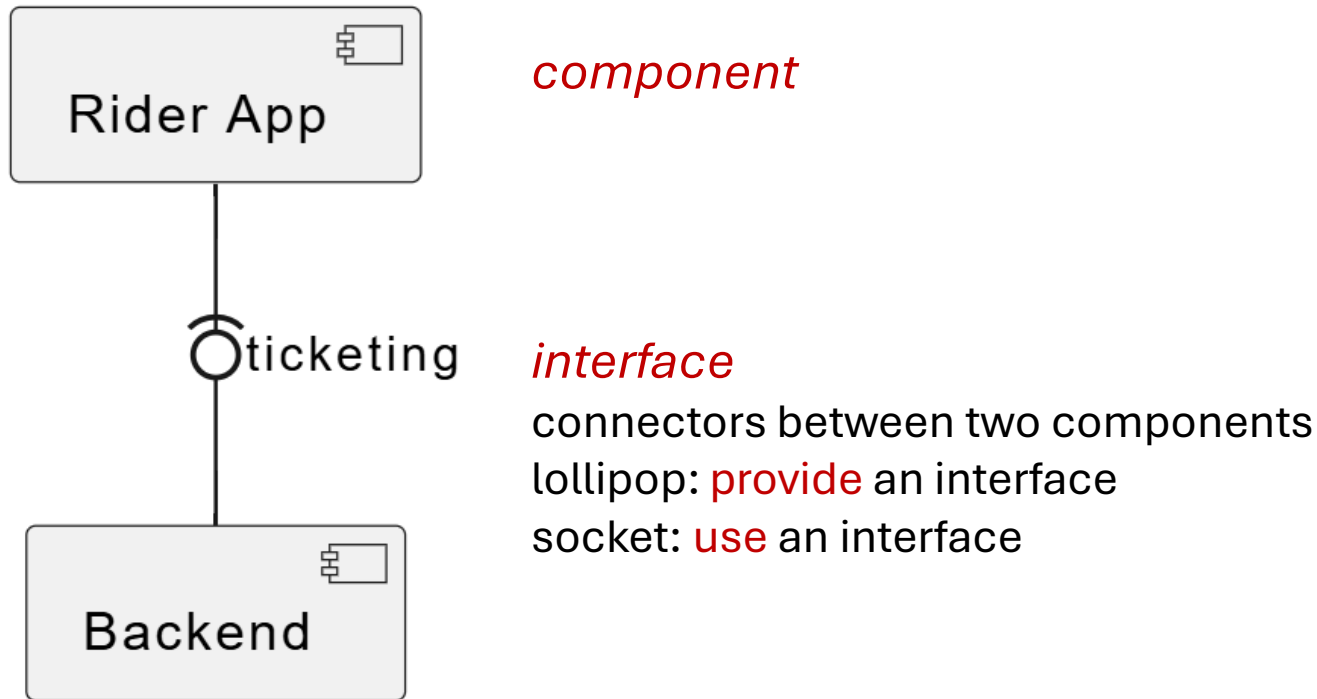 Rider App
component
ticketing
interface
connectors between two components
lollipop: provide an interface
socket: use an interface
Backend